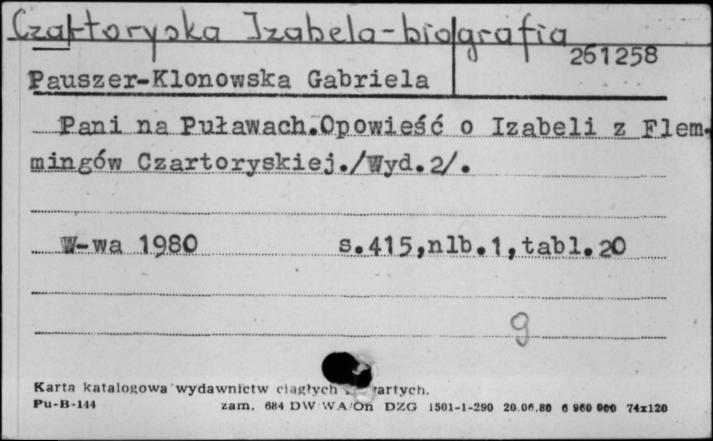 Czartoryska Izabela-biografia
261258
Pauszer-Klonowska Gabriela
Pani na Puławach.Opowieść o Izabeli z Flem-
mingów Czartoryskiej./Wyd.2/.
W-wa 1980 s.415,nlb.1,tabl.20
g
Karta katalogowa wydawnictw ciągłych
Pu-B-144 zam. 684 DW WA/On DZG 1501-1-290 20.06.80 6 960 000 74x120